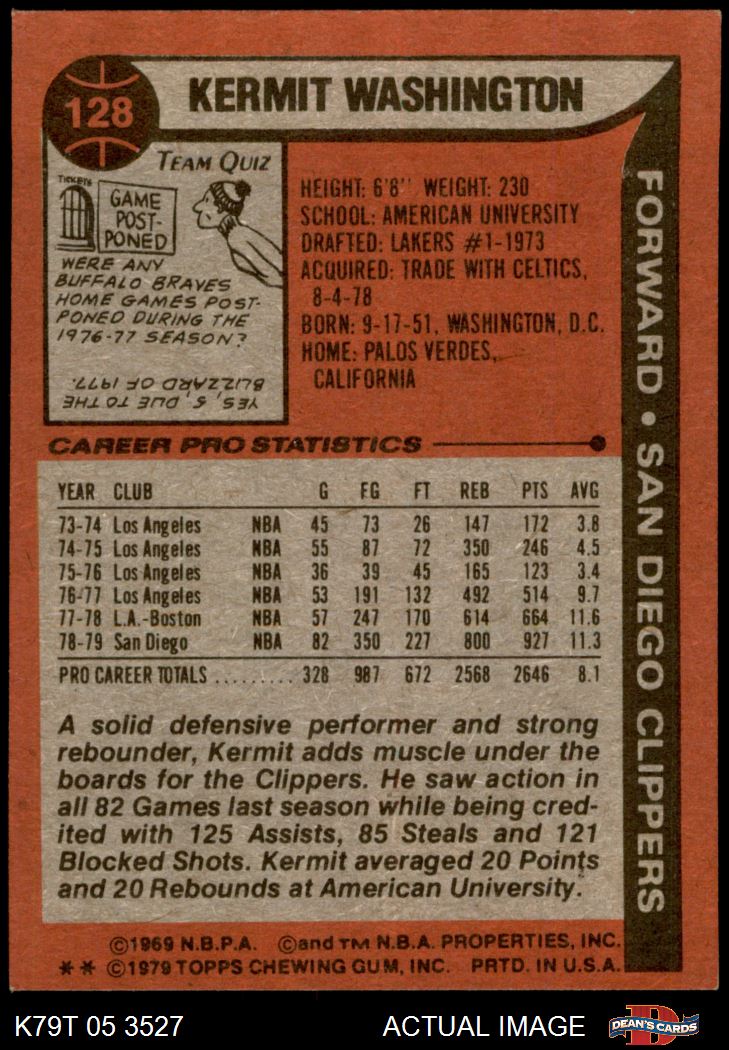 128
KERMIT WASHINGTON
TEAM QUIZ
TICKETS
GAME
POST-
PONED
WERE ANY
BUFFALO BRAVES
HOME GAMES POST-
PONED DURING THE
1976-77 SEASON?
YES, 5, DUE TO THE
BLIZZARD OF 1977.
HEIGHT: 6'8" WEIGHT: 230
SCHOOL: AMERICAN UNIVERSITY
DRAFTED: LAKERS #1-1973
ACQUIRED: TRADE WITH CELTICS,
8-4-78
BORN: 9-17-51, WASHINGTON, D.C.
HOME: PALOS VERDES,
CALIFORNIA
FORWARD • SAN DIEGO CLIPPERS
CAREER PRO STATISTICS
YEAR CLUB G FG FT REB PTS AVG
73-74 Los Angeles NBA 45 73 26 147 172 3.8
74-75 Los Angeles NBA 55 87 72 350 246 4.5
75-76 Los Angeles NBA 36 39 45 165 123 3.4
76-77 Los Angeles NBA 53 191 132 492 514 9.7
77-78 L.A.-Boston NBA 57 247 170 614 664 11.6
78-79 San Diego NBA 82 350 227 800 927 11.3
PRO CAREER TOTALS ......... 328 987 672 2568 2646 8.1
A solid defensive performer and strong
rebounder, Kermit adds muscle under the
boards for the Clippers. He saw action in
all 82 Games last season while being cred-
ited with 125 Assists, 85 Steals and 121
Blocked Shots. Kermit averaged 20 Points
and 20 Rebounds at American University.
©1969 N.B.P.A. ©and TM N.B.A. PROPERTIES, INC.
** ©1979 TOPPS CHEWING GUM, INC. PRTD. IN U.S.A.
K79T 05 3527 ACTUAL IMAGE
DEAN'S CARDS